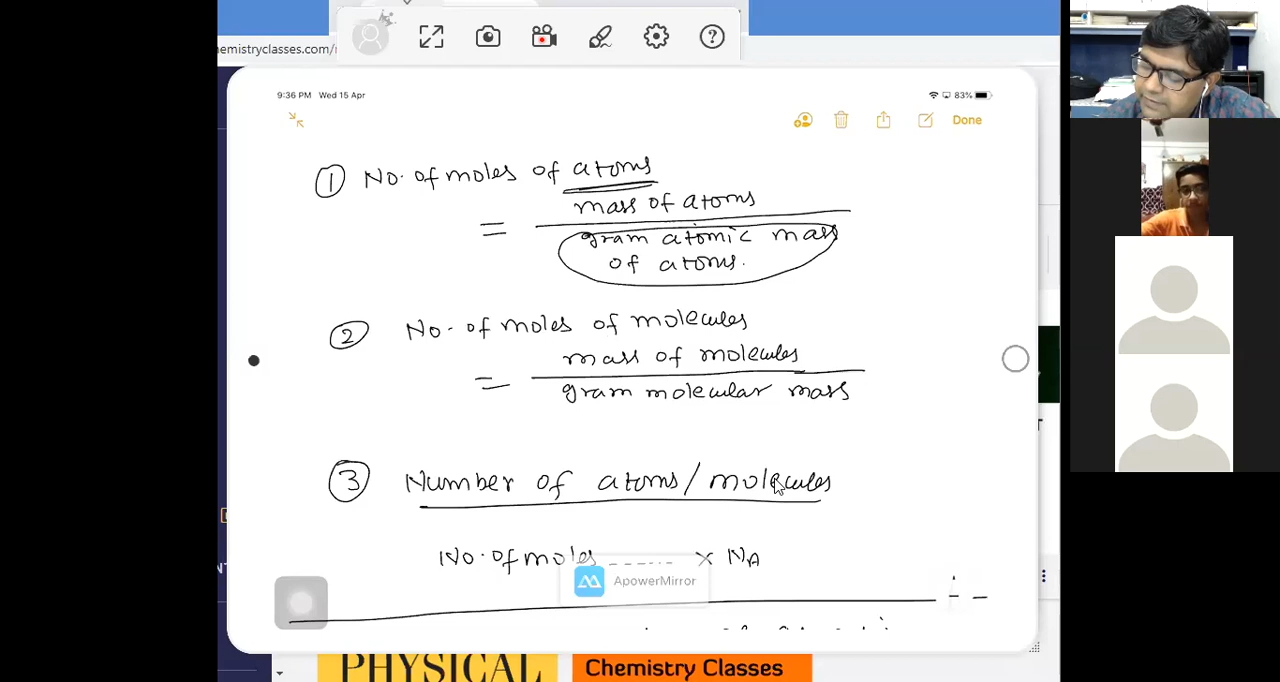 emistryclasses.com/
9:36 PM Wed 15 Apr
83%
Done
① No. of moles of atoms
= mass of atoms
gram atomic mass
of atoms.
② No. of moles of molecules
= mass of molecules
gram molecular mass
③ Number of atoms/molecules
No. of moles × NA
ApowerMirror
PHYSICAL
Chemistry Classes